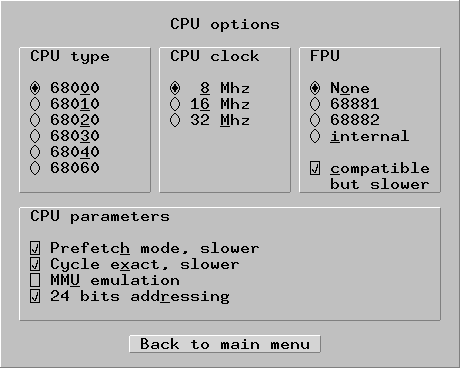 CPU options
CPU type
68000
68010
68020
68030
68040
68060
CPU clock
8 Mhz
16 Mhz
32 Mhz
FPU
None
68881
68882
internal
compatible
but slower
CPU parameters
Prefetch mode, slower
Cycle exact, slower
MMU emulation
24 bits addressing
Back to main menu